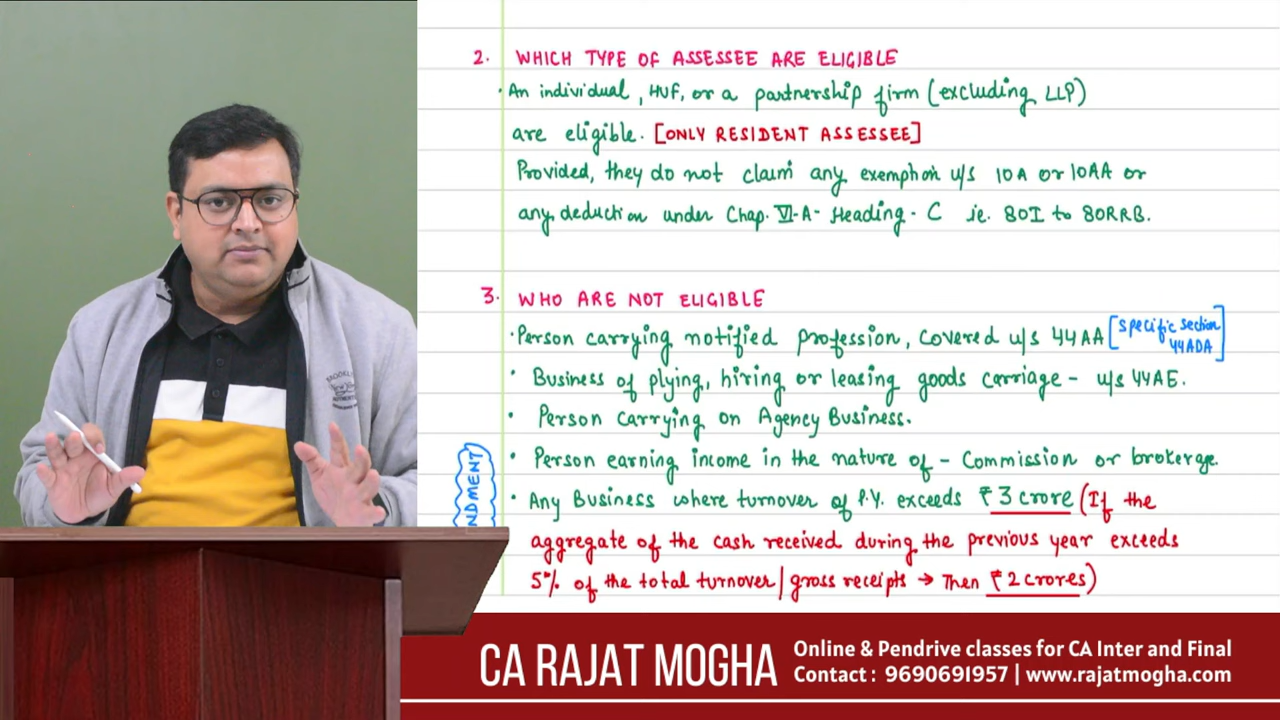 2. WHICH TYPE OF ASSESSEE ARE ELIGIBLE
· An individual, HUF, or a partnership firm (excluding LLP)
are eligible. [ONLY RESIDENT ASSESSEE]
Provided, they do not claim any exemption u/s 10A or 10AA or
any deduction under Chap. VI-A- Heading - C ie. 80I to 80RRB.
3. WHO ARE NOT ELIGIBLE
· Person carrying notified profession, covered u/s 44AA [specific section
44ADA]
· Business of plying, hiring or leasing goods carriage - u/s 44AE.
· Person carrying on Agency Business.
· Person earning income in the nature of - Commission or brokerage.
· Any Business where turnover of P.Y. exceeds ₹ 3 crore (If the
aggregate of the cash received during the previous year exceeds
5% of the total turnover/gross receipts → Then ₹ 2 crores)
NDMENT
CA RAJAT MOGHA
Online & Pendrive classes for CA Inter and Final
Contact : 9690691957 | www.rajatmogha.com